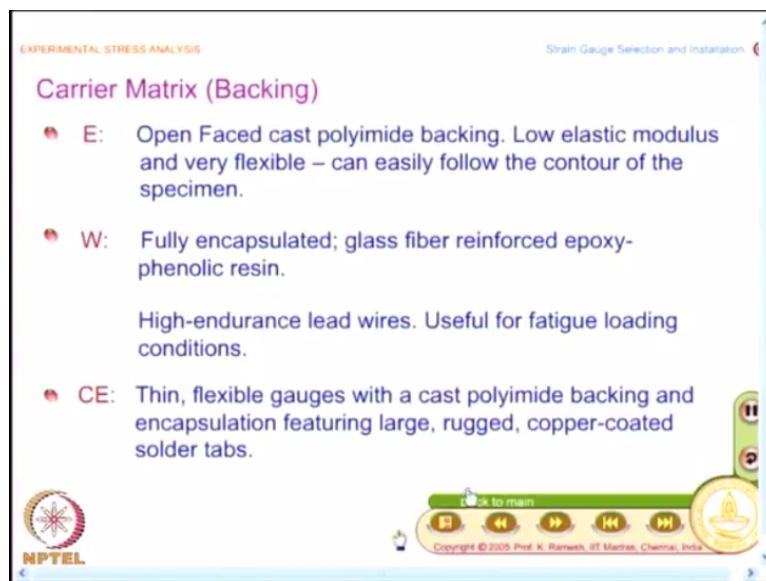 EXPERIMENTAL STRESS ANALYSIS
Strain Gauge Selection and Installation
Carrier Matrix (Backing)
E: Open Faced cast polyimide backing. Low elastic modulus
and very flexible – can easily follow the contour of the
specimen.
W: Fully encapsulated; glass fiber reinforced epoxy-
phenolic resin.
High-endurance lead wires. Useful for fatigue loading
conditions.
CE: Thin, flexible gauges with a cast polyimide backing and
encapsulation featuring large, rugged, copper-coated
solder tabs.
to main
Copyright © 2005 Prof. K. Ramesh, IIT Madras, Chennai, India
NPTEL